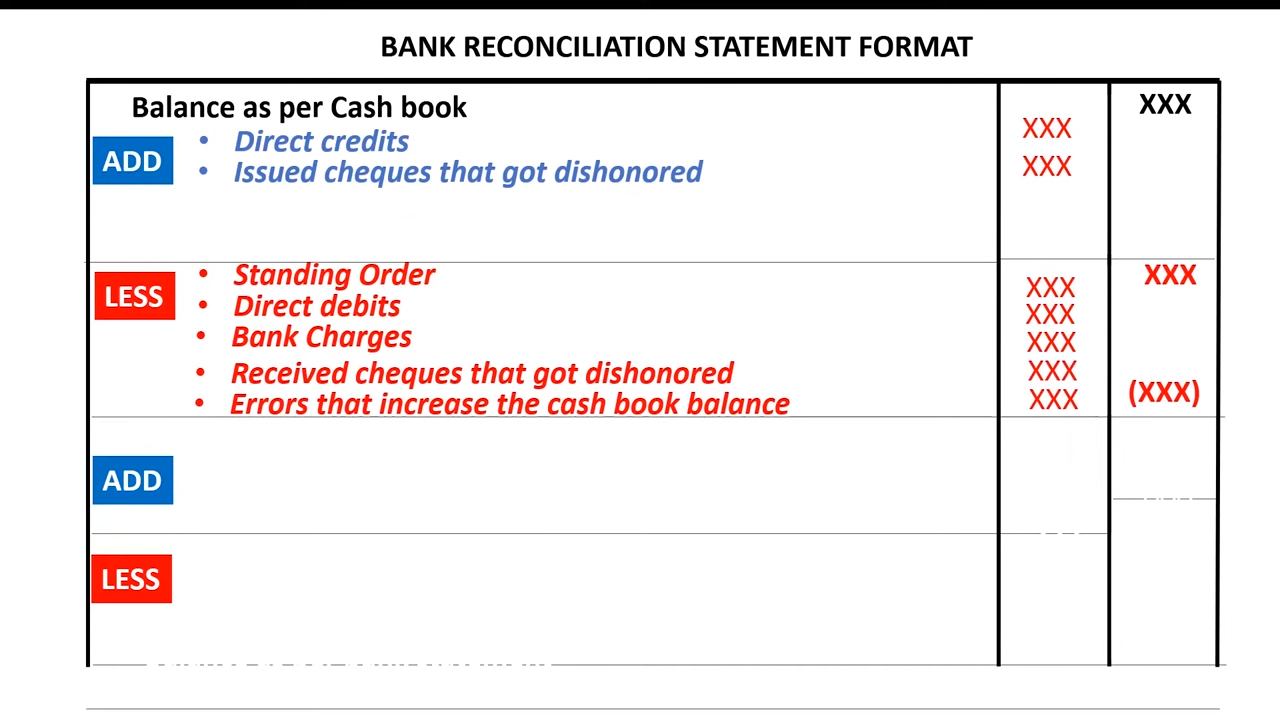 BANK RECONCILIATION STATEMENT FORMAT
Balance as per Cash book XXX
ADD
• Direct credits XXX
• Issued cheques that got dishonored XXX
LESS
• Standing Order XXX XXX
• Direct debits XXX
• Bank Charges XXX
• Received cheques that got dishonored XXX
• Errors that increase the cash book balance XXX (XXX)
ADD
LESS